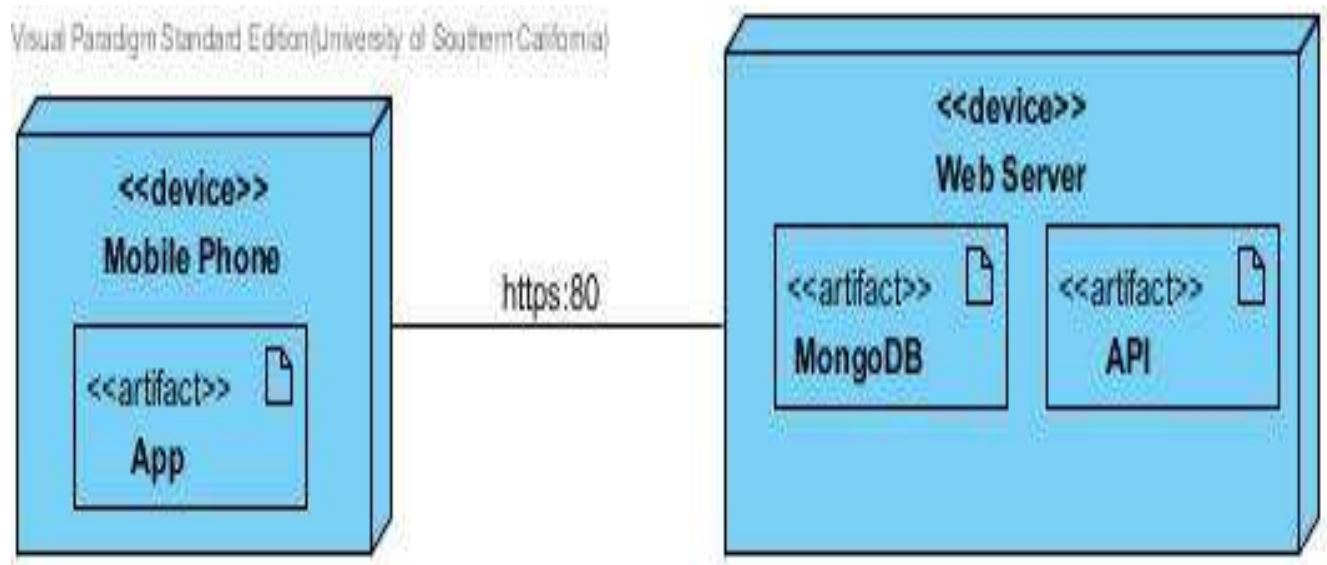 Visual Paradigm Standard Edition(University of Southern California)
<<device>>
Mobile Phone
<<artifact>>
App
https:80
<<device>>
Web Server
<<artifact>>
MongoDB
<<artifact>>
API